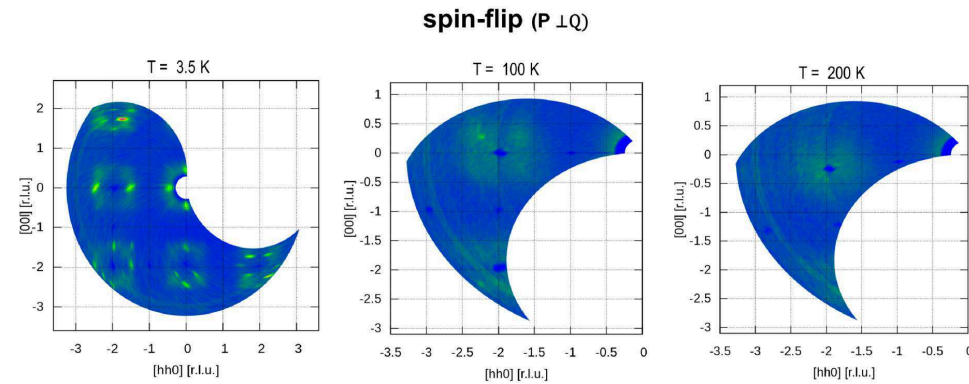 spin-flip (P ⊥Q)
T = 3.5 K
2
1
0
-1
-2
-3
[00l] [r.l.u.]
-3 -2 -1 0 1 2 3
[hh0] [r.l.u.]
T = 100 K
1
0.5
0
-0.5
-1
-1.5
-2
-2.5
-3
[00l] [r.l.u.]
-3.5 -3 -2.5 -2 -1.5 -1 -0.5 0
[hh0] [r.l.u.]
T = 200 K
1
0.5
0
-0.5
-1
-1.5
-2
-2.5
-3
[00l] [r.l.u.]
3.5 -3 -2.5 -2 -1.5 -1 -0.5 0
[hh0] [r.l.u.]